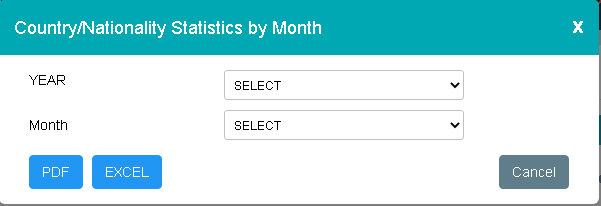 Country/Nationality Statistics by Month X
YEAR SELECT
Month SELECT
PDF EXCEL Cancel